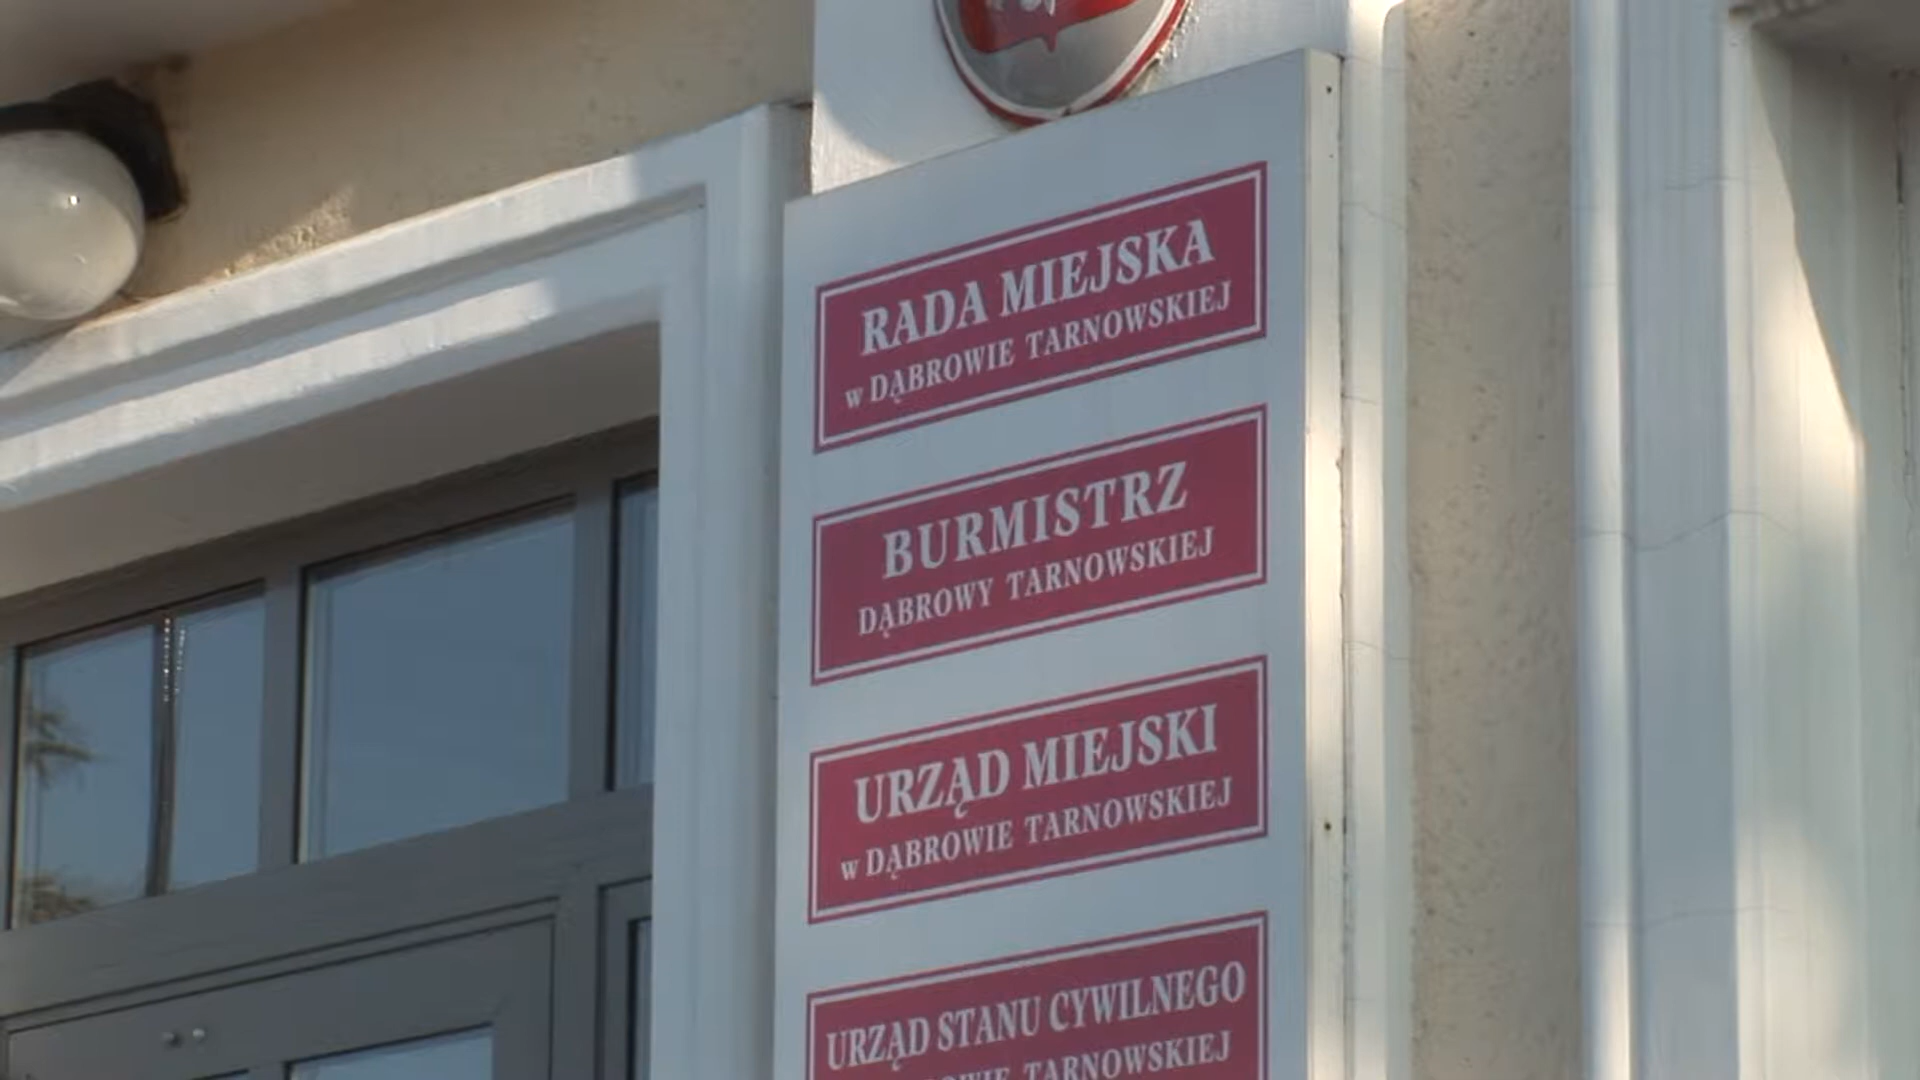 RADA MIEJSKA
w DĄBROWIE TARNOWSKIEJ
BURMISTRZ
DĄBROWY TARNOWSKIEJ
URZĄD MIEJSKI
w DĄBROWIE TARNOWSKIEJ
URZĄD STANU CYWILNEGO
TARNOWSKIEJ